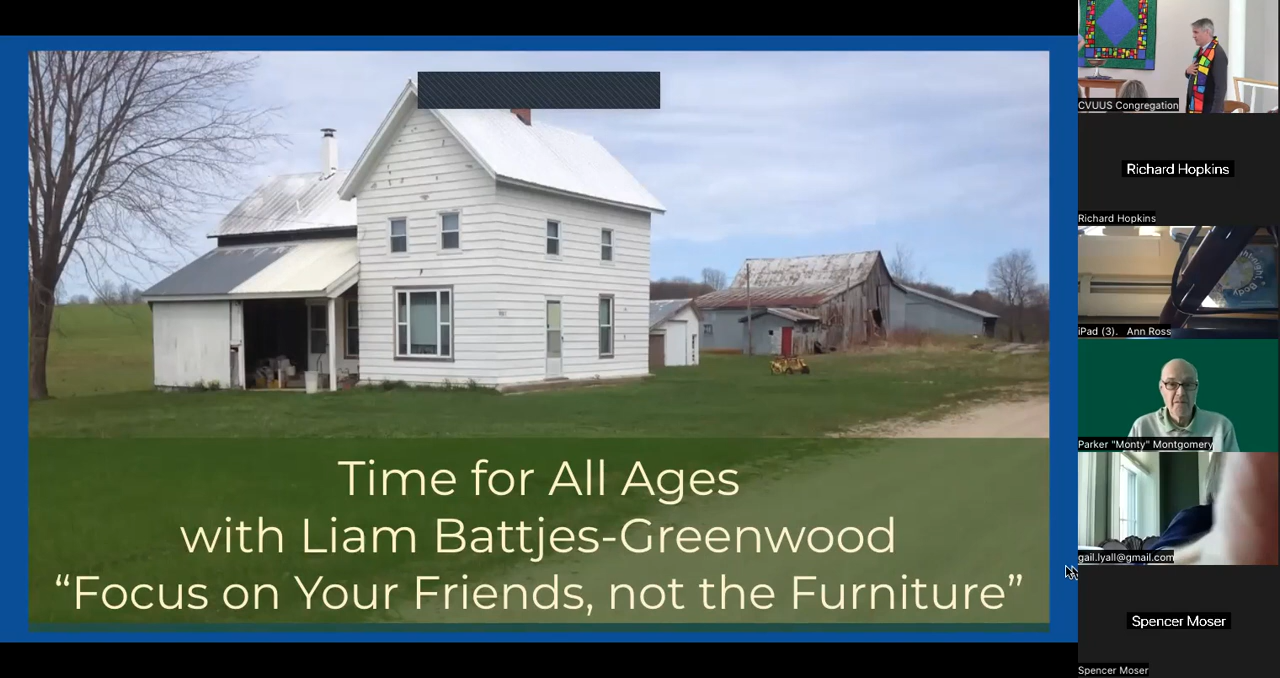 Time for All Ages
with Liam Battjes-Greenwood
“Focus on Your Friends, not the Furniture”
CVUUS Congregation
Richard Hopkins
Richard Hopkins
iPad (3). Ann Ross
Parker "Monty" Montgomery
gail.lyall@gmail.com
Spencer Moser
Spencer Moser